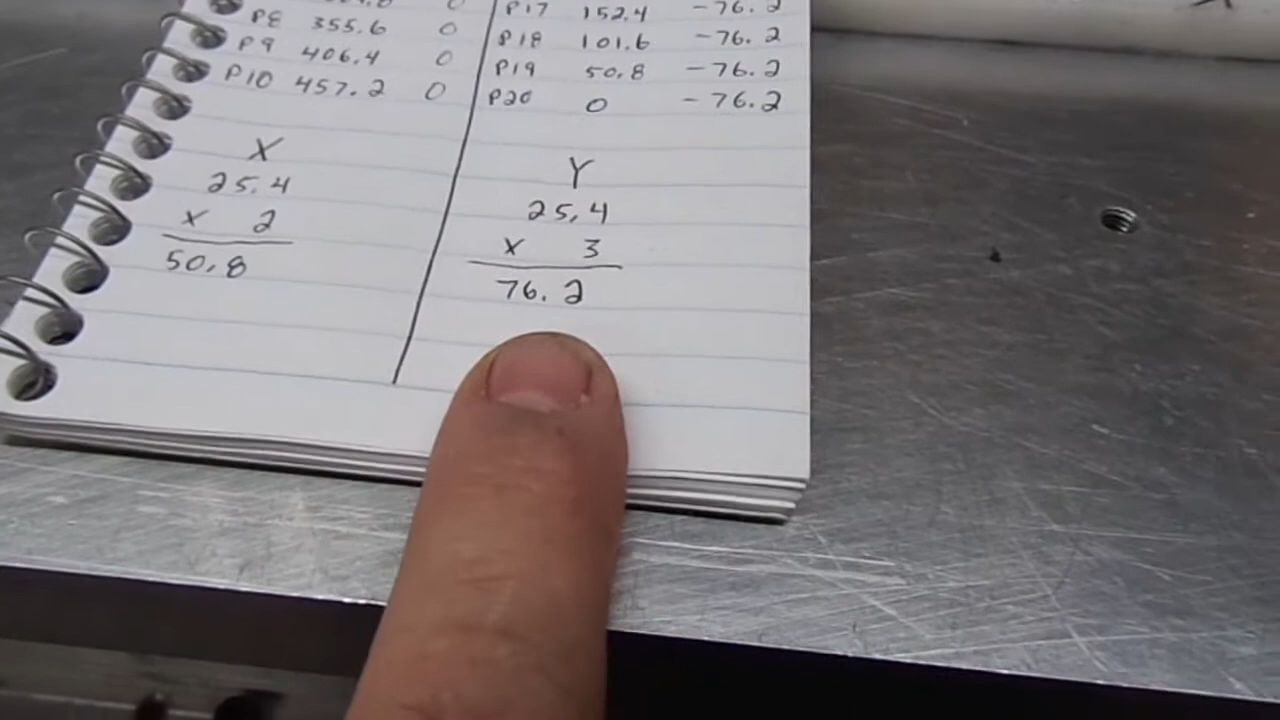 P8 355.6 0
P9 406.4 0
P10 457.2 0
X
25.4
x 2
50.8
P17 152.4 -76.2
P18 101.6 -76.2
P19 50.8 -76.2
P20 0 -76.2
Y
25.4
x 3
76.2